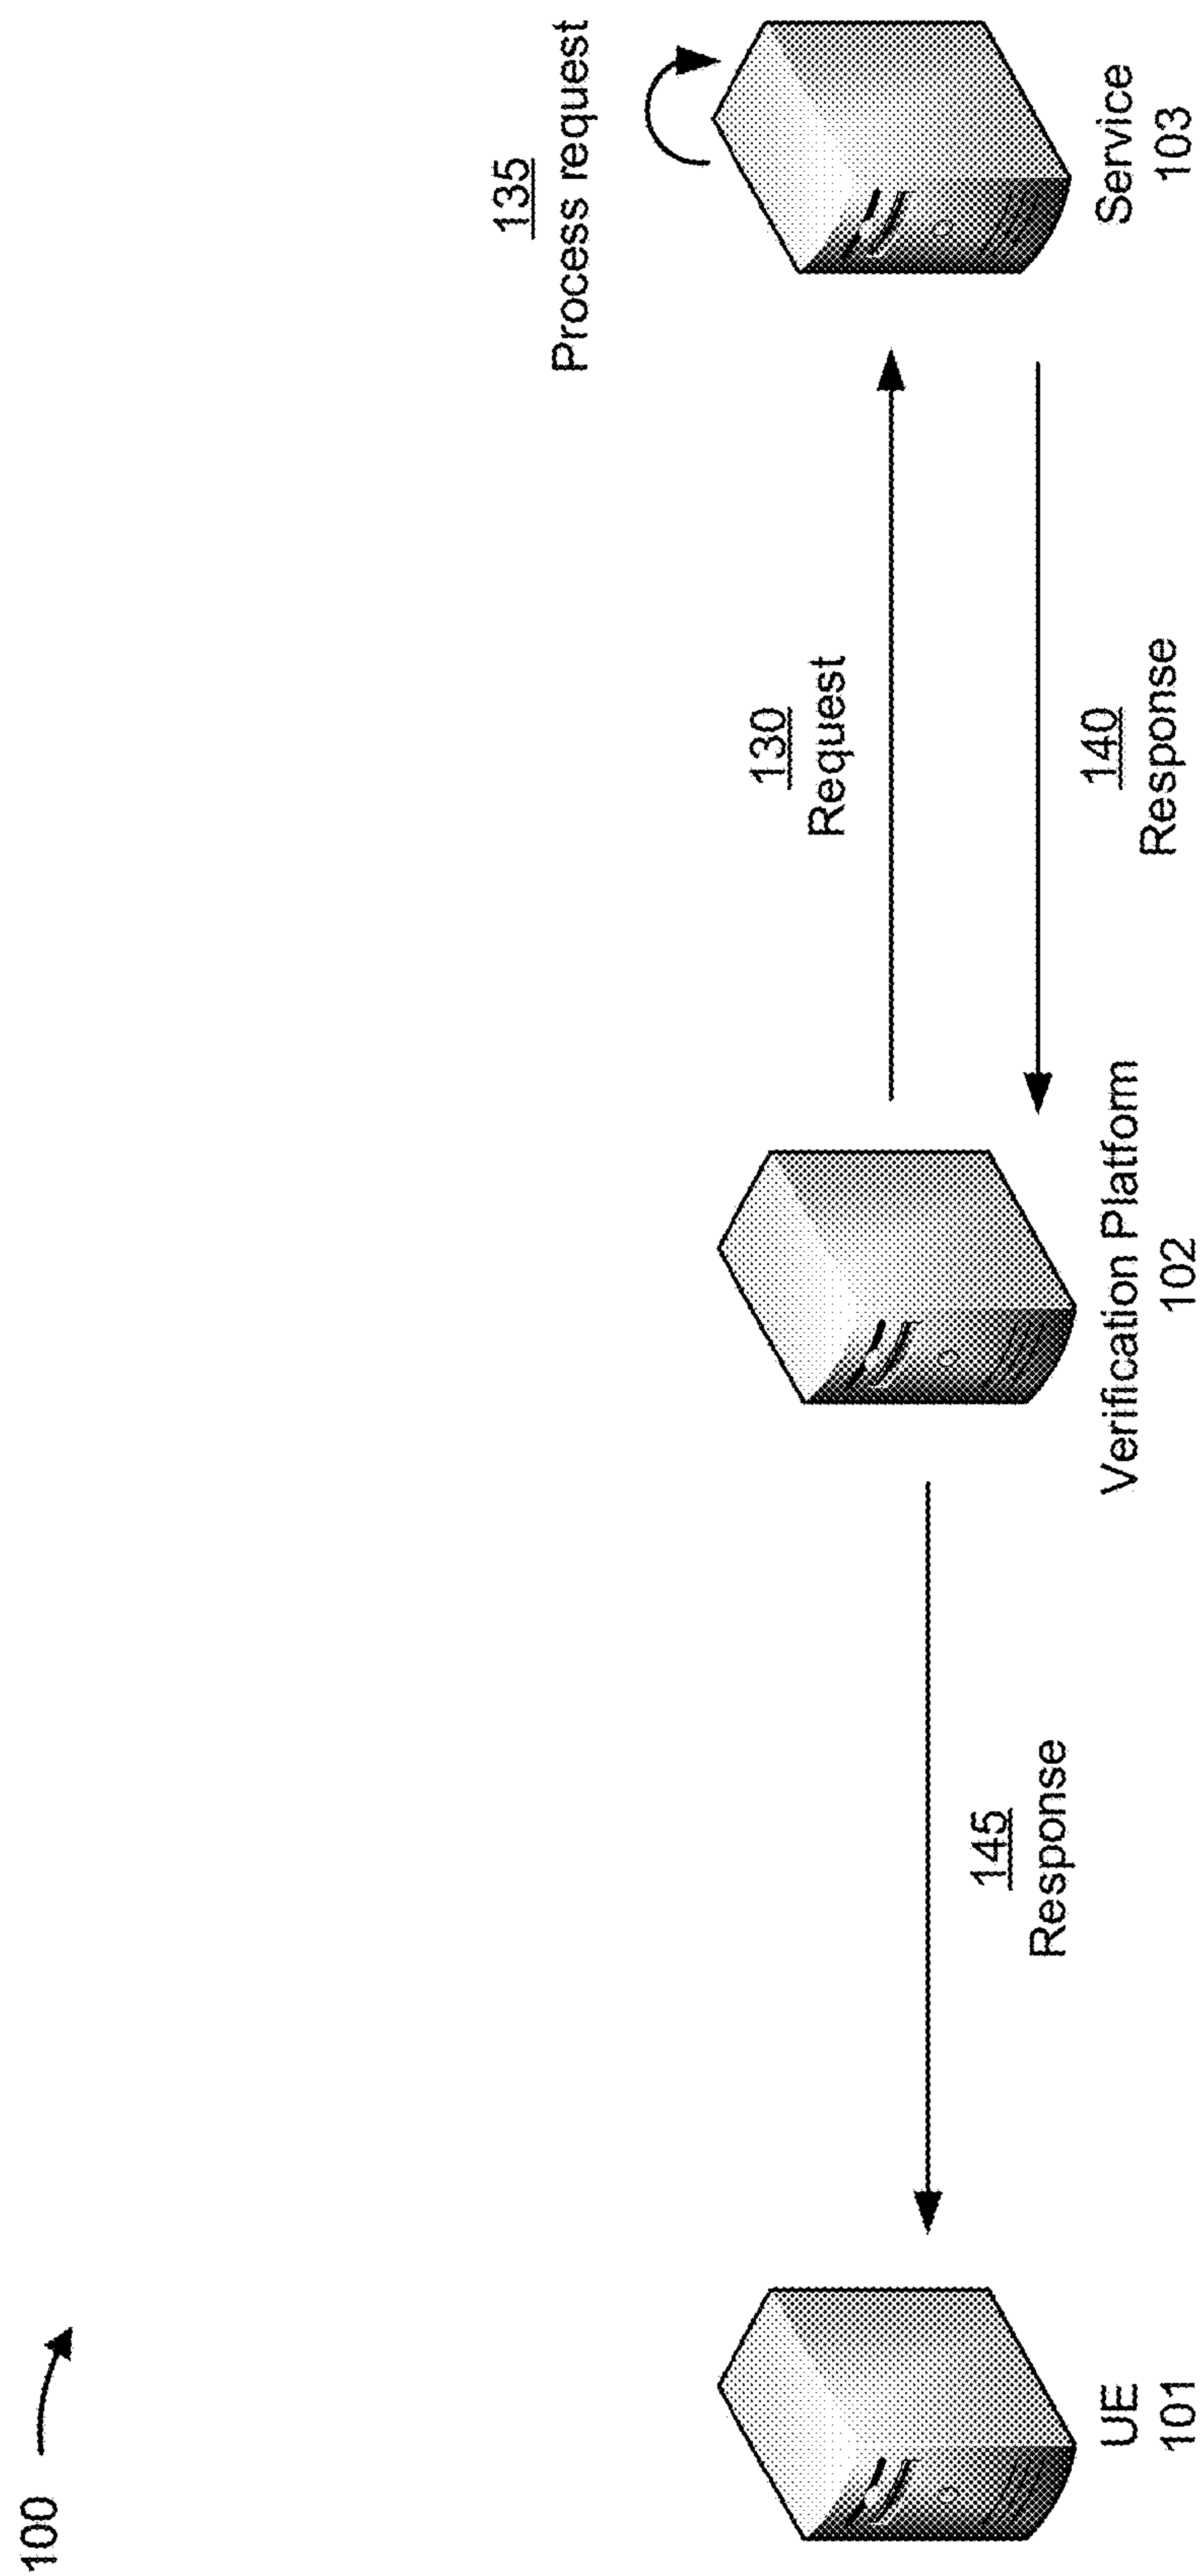 100
135
Process request
130
Request
140
Response
145
Response
UE
101
Verification Platform
102
Service
103